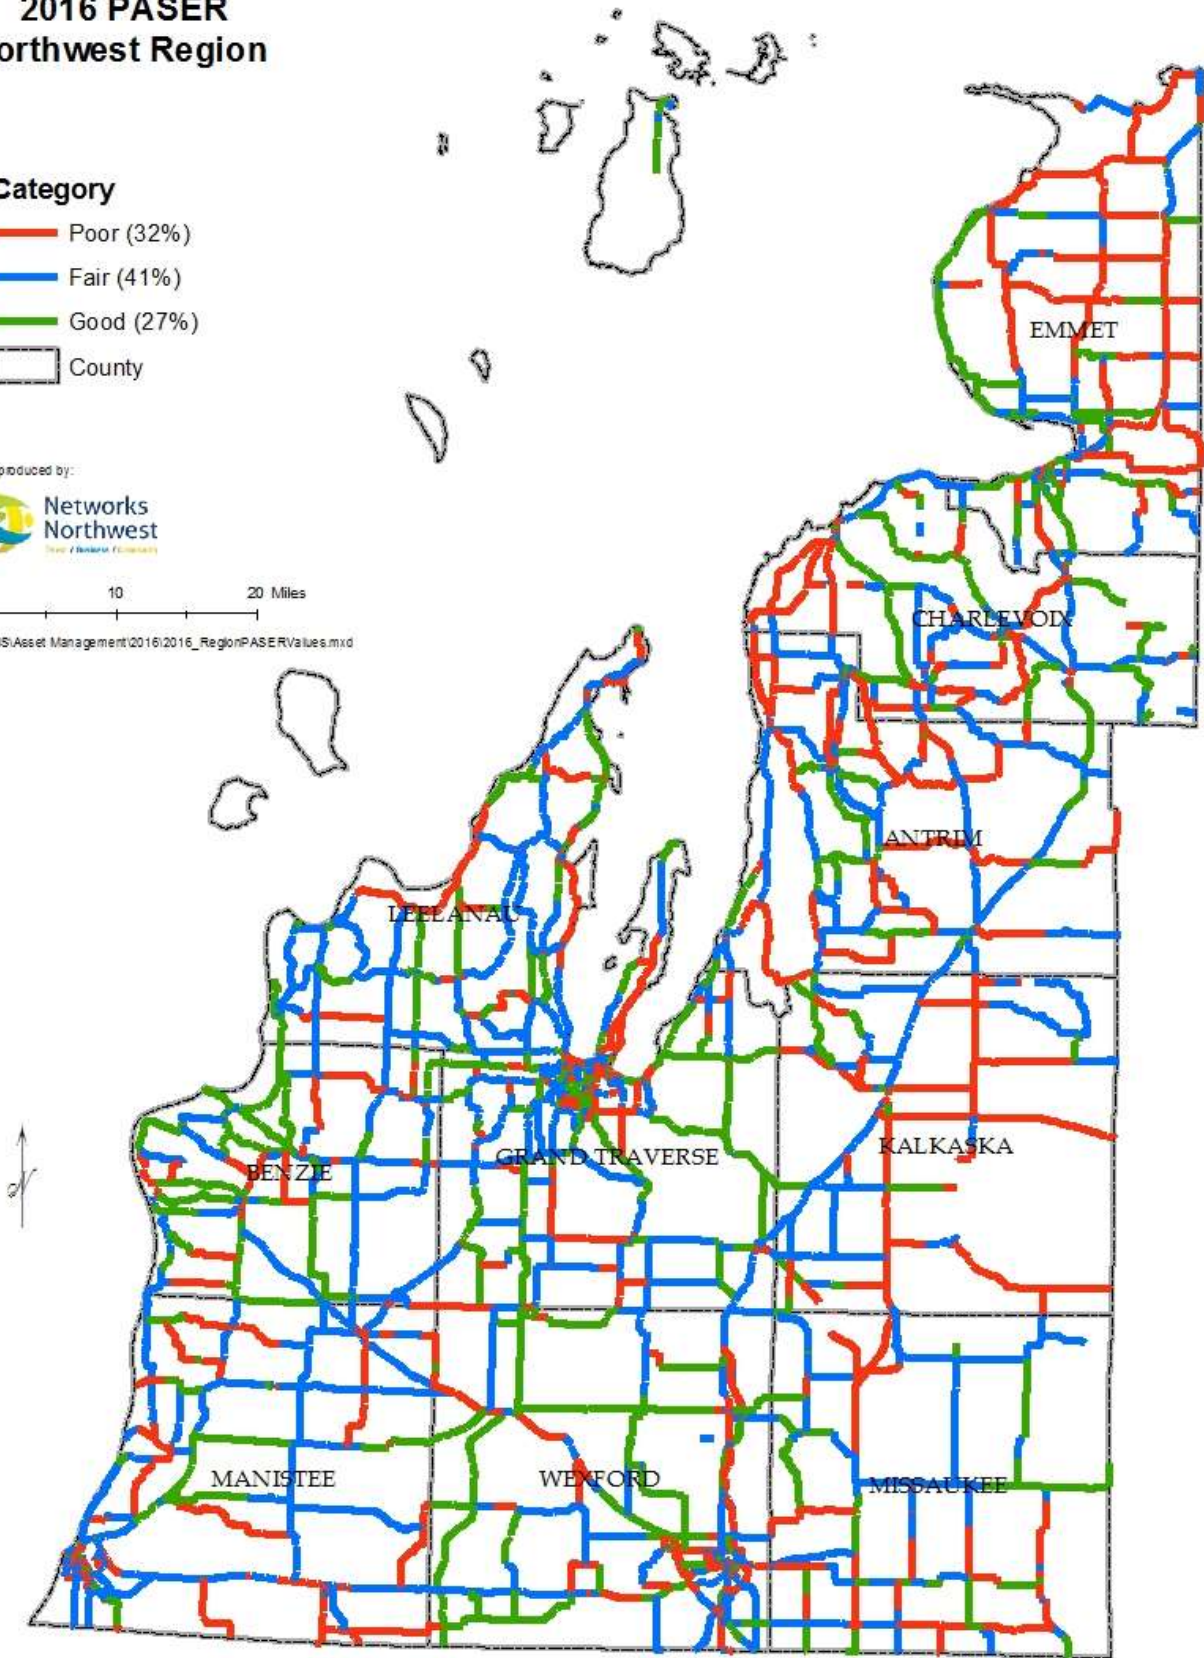 2016 PASER
orthwest Region
Category
Poor (32%)
Fair (41%)
Good (27%)
County
produced by:
Networks
Northwest
10 20 Miles
S\Asset Management\2016\2016_RegionPASERValues.mxd
EMMET
CHARLEVOIX
ANTRIM
LEELANAU
KALKASKA
GRAND TRAVERSE
BENZIE
MANISTEE
WEXFORD
MISSAUKEE
N